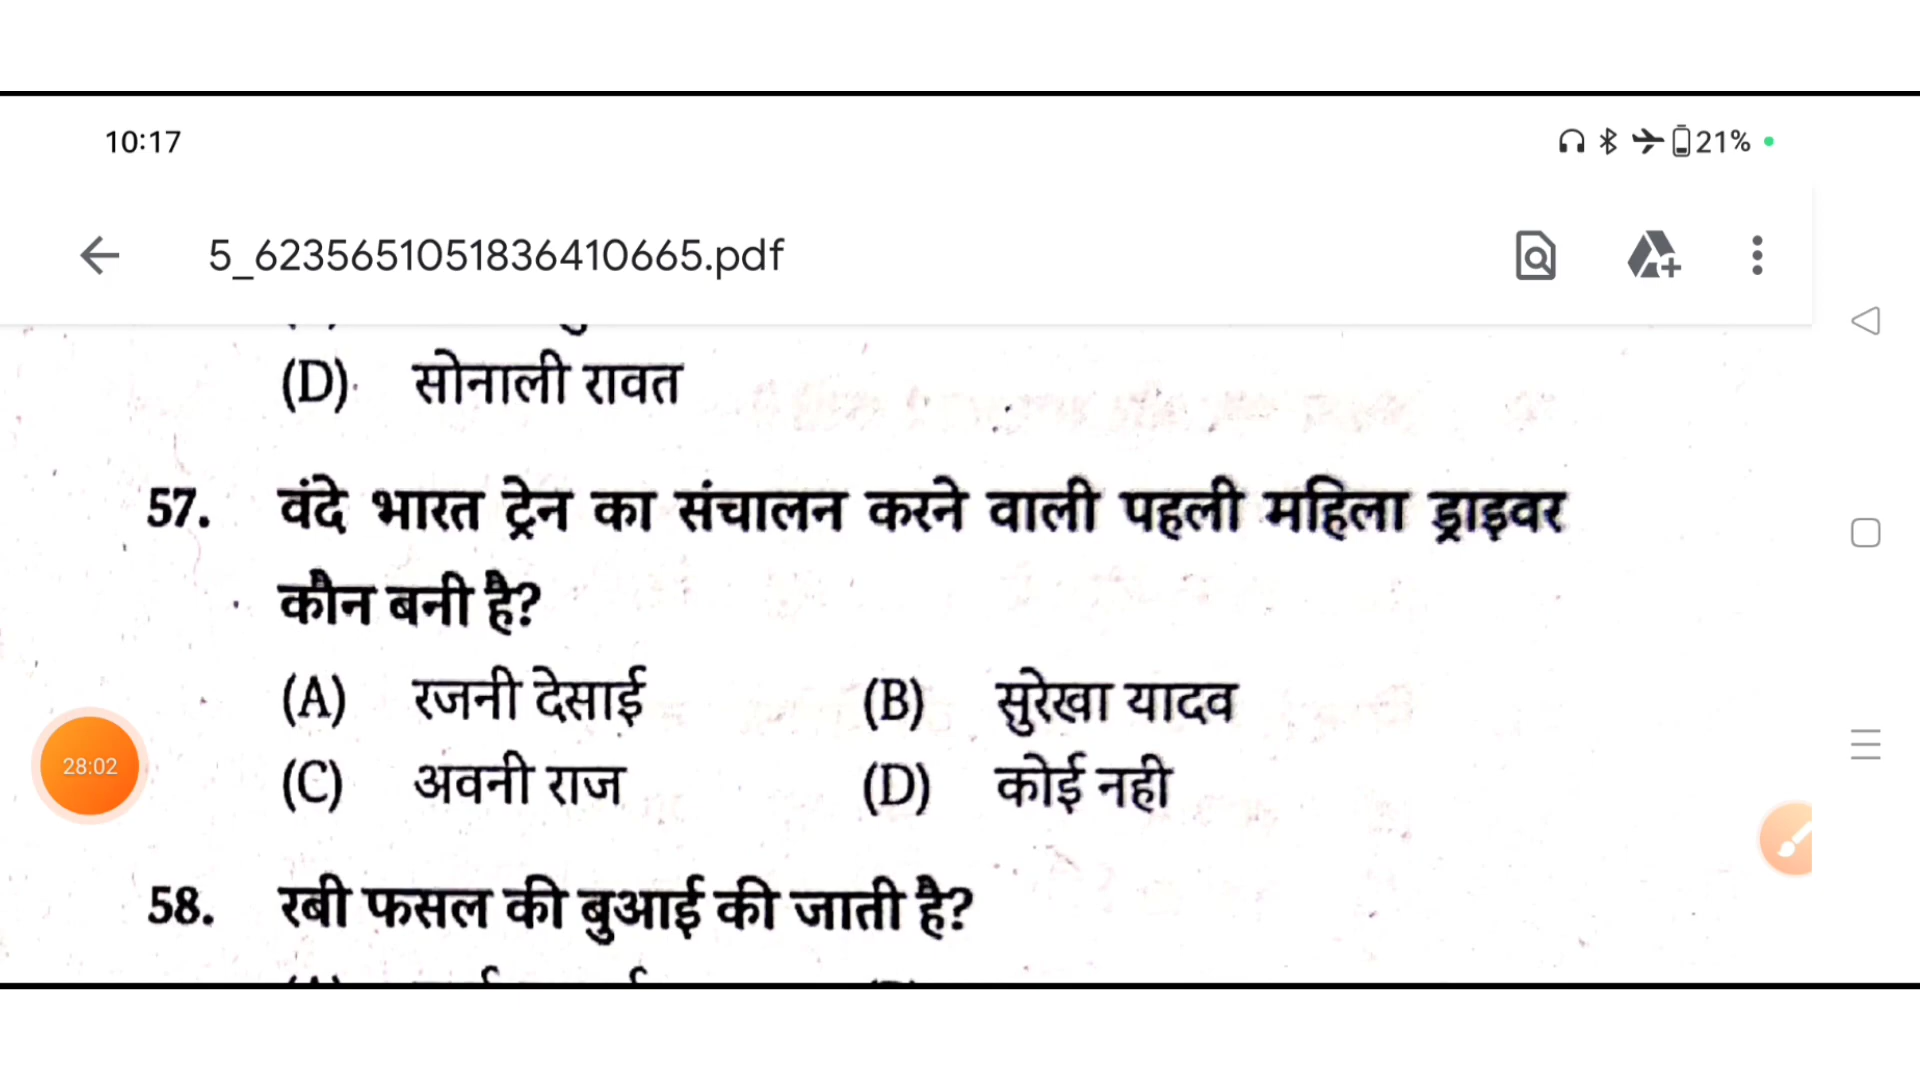 10:17
21%
5_6235651051836410665.pdf
(D). सोनाली रावत
57. वंदे भारत ट्रेन का संचालन करने वाली पहली महिला ड्राइवर
कौन बनी है?
(A) रजनी देसाई (B) सुरेखा यादव
28:02
(C) अवनी राज (D) कोई नही
58. रबी फसल की बुआई की जाती है?